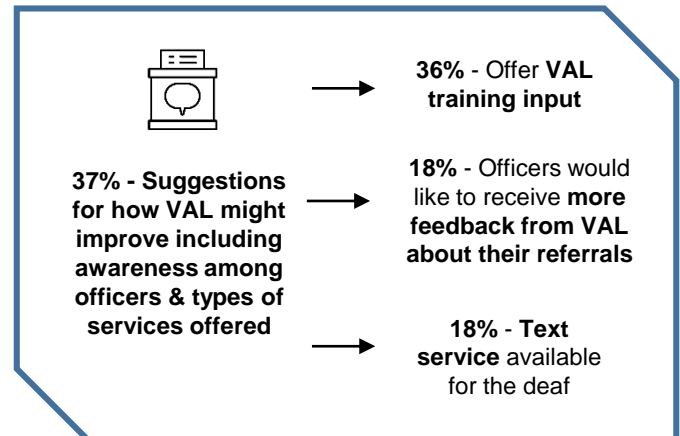 37% - Suggestions
for how VAL might
improve including
awareness among
officers & types of
services offered
36% - Offer VAL
training input
18% - Officers would
like to receive more
feedback from VAL
about their referrals
18% - Text
service available
for the deaf